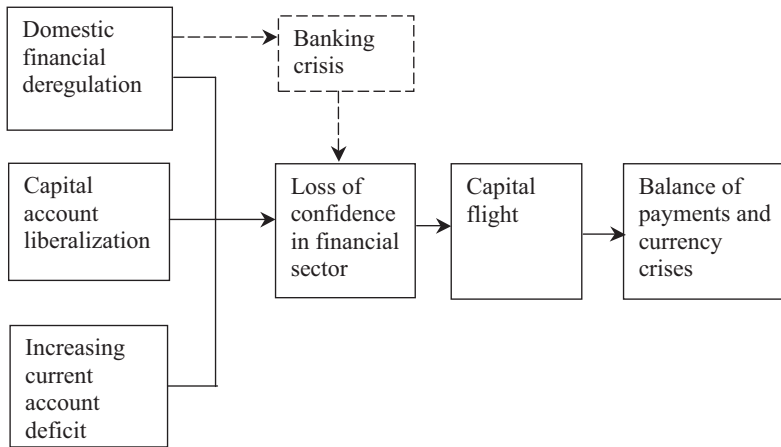 Domestic
financial
deregulation
Banking
crisis
Capital
account
liberalization
Loss of
confidence
in financial
sector
Capital
flight
Balance of
payments and
currency
crises
Increasing
current
account
deficit